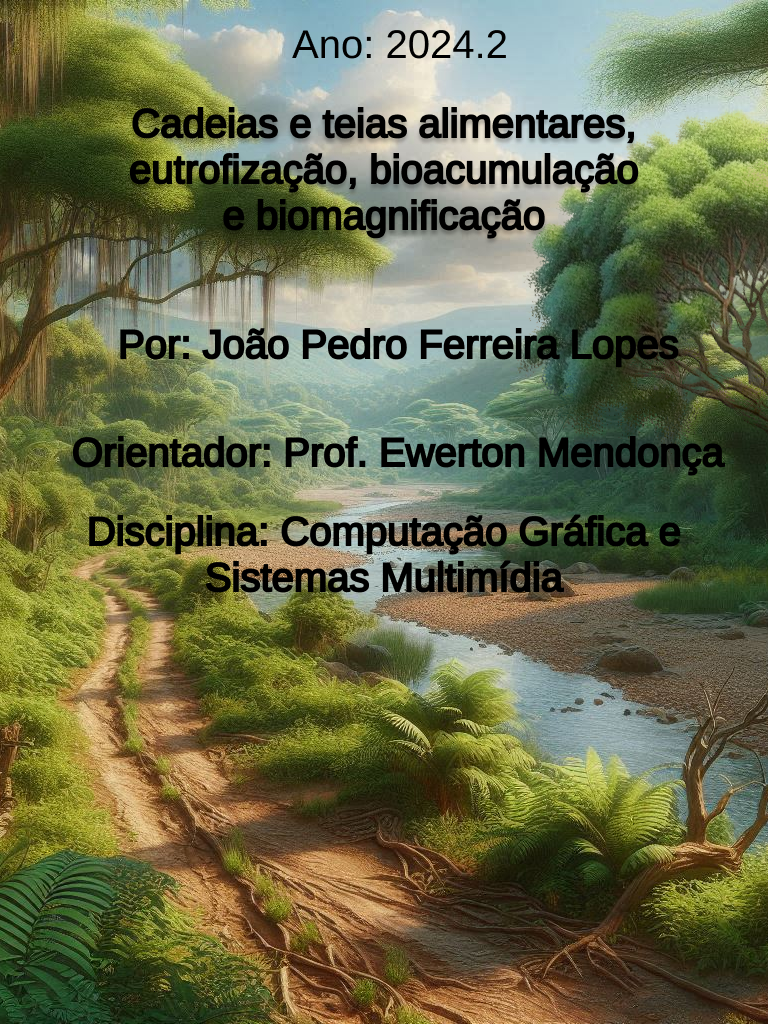 Ano: 2024.2
Cadeias e teias alimentares,
eutrofização, bioacumulação
e biomagnificação
Por: João Pedro Ferreira Lopes
Orientador: Prof. Ewerton Mendonça
Disciplina: Computação Gráfica e
Sistemas Multimídia